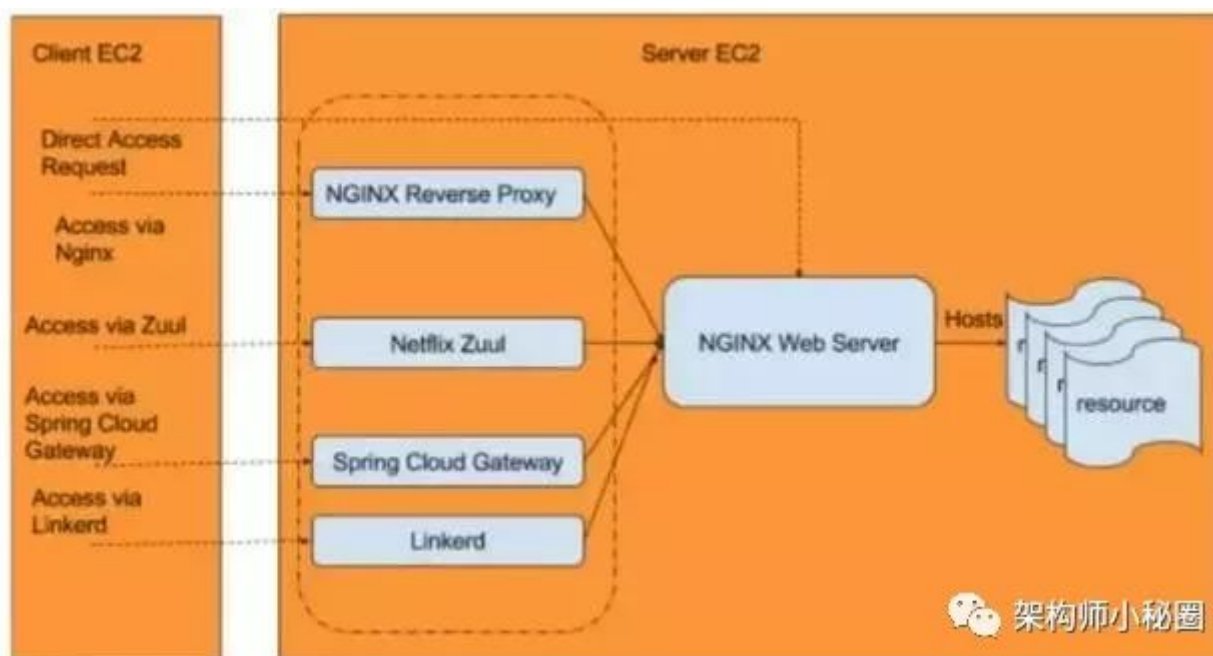 Client EC2
Server EC2
Direct Access
Request
NGINX Reverse Proxy
Access via
Nginx
Access via Zuul
Netflix Zuul
NGINX Web Server
Hosts
resource
Access via
Spring Cloud
Gateway
Spring Cloud Gateway
Access via
Linkerd
Linkerd
架构师小秘圈